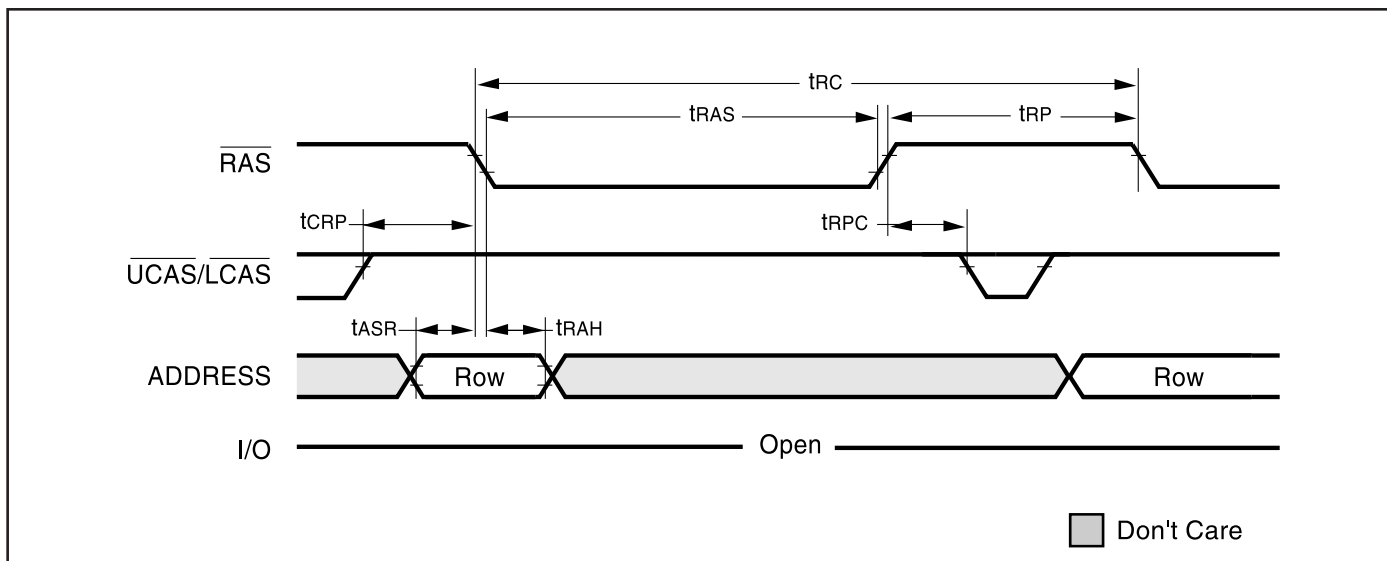 tRC
tRAS
tRP
RAS
tCRP
tRPC
UCAS/LCAS
tASR
tRAH
ADDRESS
Row
Row
I/O
Open
Don't Care